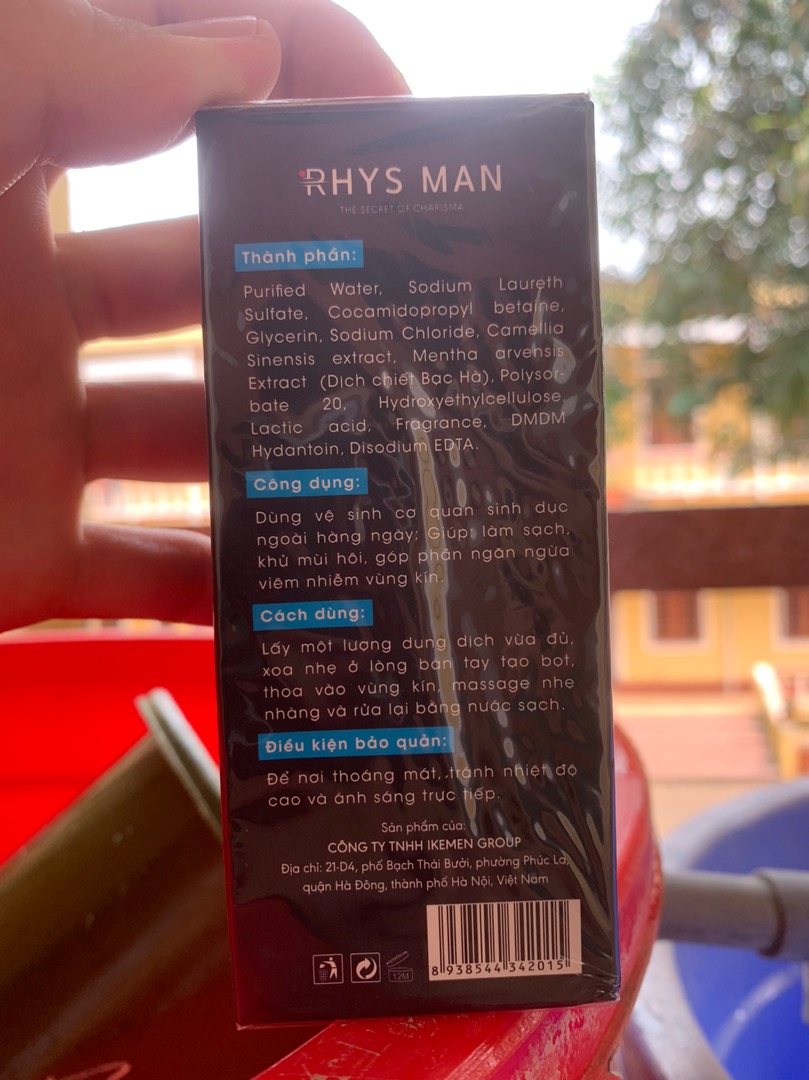 RHYS MAN
THE SECRET OF CHARISMA
Thành phần:
Purified Water, Sodium Laureth
Sulfate, Cocamidopropyl betaine,
Glycerin, Sodium Chloride, Camellia
Sinensis extract, Mentha arvensis
Extract (Dịch chiết Bạc Hà), Polysor-
bate 20, Hydroxyethylcellulose,
Lactic acid, Fragrance, DMDM
Hydantoin, Disodium EDTA.
Công dụng:
Dùng vệ sinh cơ quan sinh dục
ngoài hàng ngày; Giúp: làm sạch,
khử mùi hôi, góp phần ngăn ngừa
viêm nhiễm vùng kín.
Cách dùng:
Lấy một lượng dung dịch vừa đủ,
xoa nhẹ ở lòng bàn tay tạo bọt,
thoa vào vùng kín, massage nhẹ
nhàng và rửa lại bằng nước sạch.
Điều kiện bảo quản:
Để nơi thoáng mát, tránh nhiệt độ
cao và ánh sáng trực tiếp.
Sản phẩm của:
CÔNG TY TNHH IKEMEN GROUP
Địa chỉ: 21-D4, phố Bạch Thái Bưởi, phường Phúc La,
quận Hà Đông, thành phố Hà Nội, Việt Nam
12M
8 938544 342015